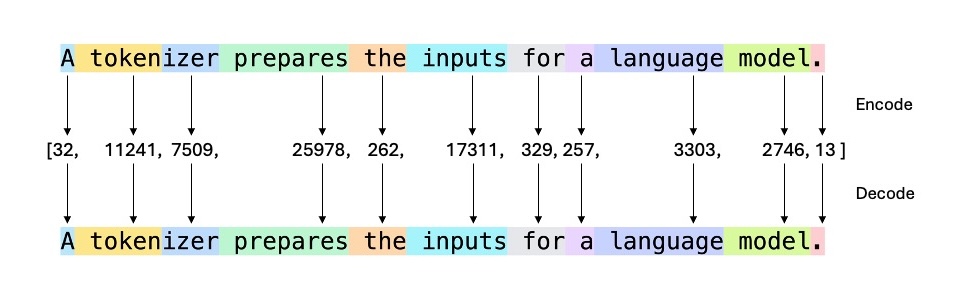 A tokenizer prepares the inputs for a language model.
Encode
[32, 11241, 7509, 25978, 262, 17311, 329, 257, 3303, 2746, 13 ]
Decode
A tokenizer prepares the inputs for a language model.